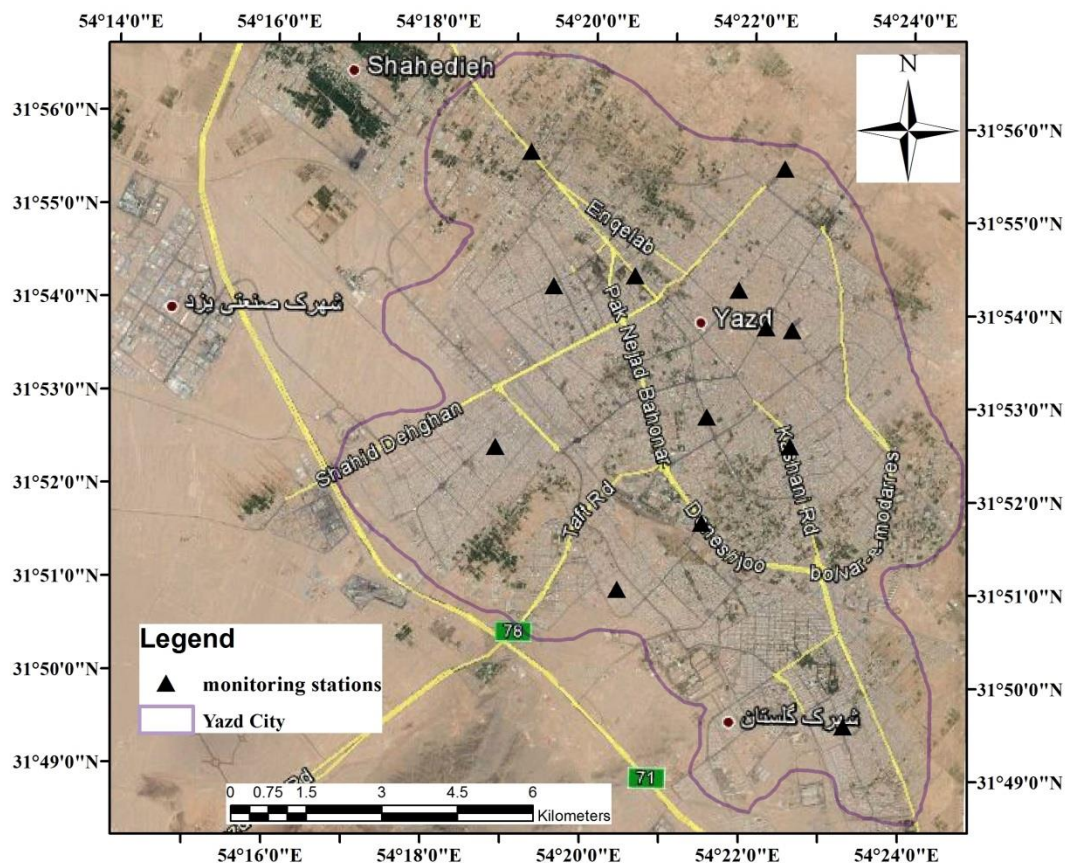 54°14'0"E 54°16'0"E 54°18'0"E 54°20'0"E 54°22'0"E 54°24'0"E
Shahedieh
N
31°56'0"N
31°56'0"N
31°55'0"N
31°55'0"N
Enqelab
31°54'0"N
شهرک صنعتی یزد
Yazd
31°54'0"N
Pak Nejad Bahonar
31°53'0"N
31°53'0"N
Shahid Dehghan
Kashani Rd
31°52'0"N
31°52'0"N
Taft Rd
Daneshjoo
bolvar-e-modarres
31°51'0"N
31°51'0"N
76
Legend
monitoring stations
Yazd City
31°50'0"N
31°50'0"N
شهرک گلستان
31°49'0"N
31°49'0"N
71
Rd
0 0.75 1.5 3 4.5 6
Kilometers
54°16'0"E 54°18'0"E 54°20'0"E 54°22'0"E 54°24'0"E